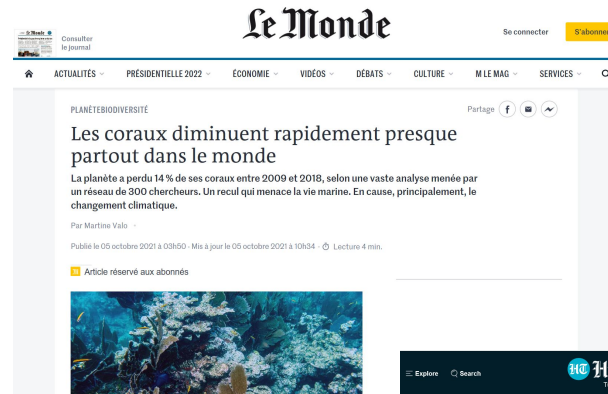 Le Monde
Consulter
le journal
Se connecter
S'abonner
ACTUALITÉS
PRÉSIDENTIELLE 2022
ÉCONOMIE
VIDÉOS
DÉBATS
CULTURE
M LE MAG
SERVICES
PLANÈTE BIODIVERSITÉ
Partage
Les coraux diminuent rapidement presque
partout dans le monde
La planète a perdu 14 % de ses coraux entre 2009 et 2018, selon une vaste analyse menée par
un réseau de 300 chercheurs. Un recul qui menace la vie marine. En cause, principalement, le
changement climatique.
Par Martine Valo
Publié le 05 octobre 2021 à 03h50 - Mis à jour le 05 octobre 2021 à 10h34 - Lecture 4 min.
Article réservé aux abonnés
Explore
Search
HT